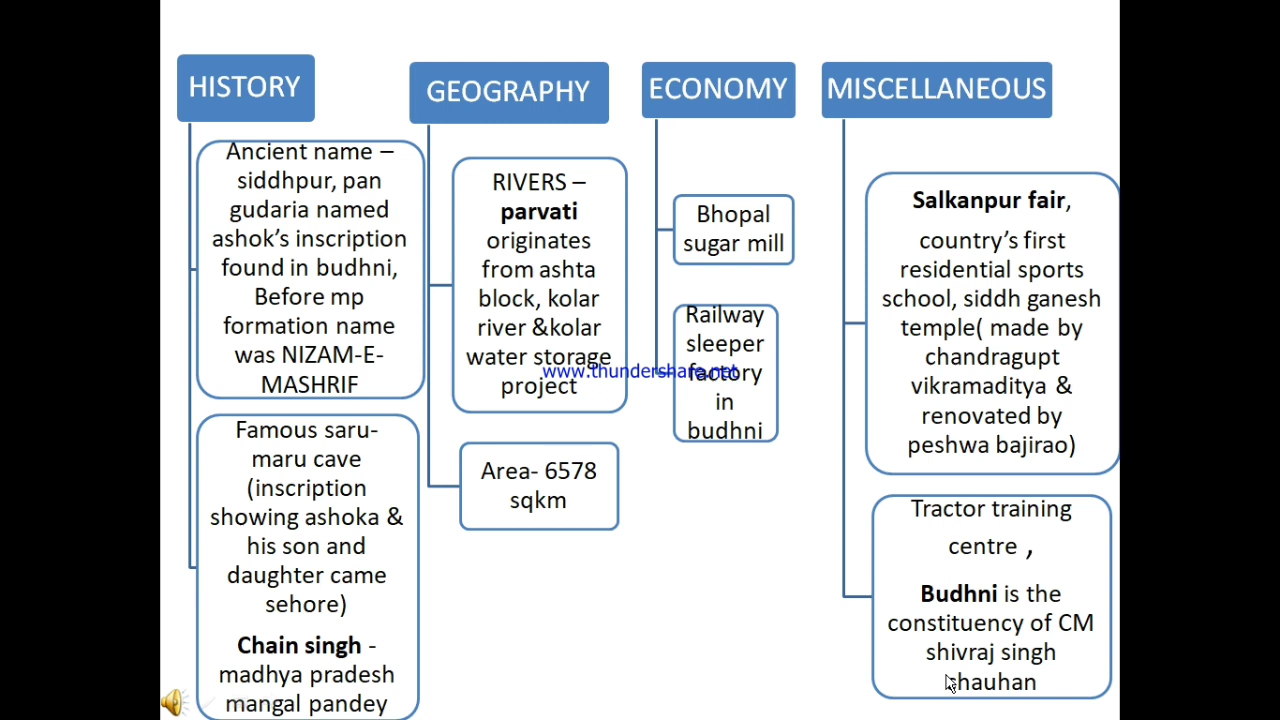 HISTORY
Ancient name –
siddhpur, pan
gudaria named
ashok's inscription
found in budhni,
Before mp
formation name
was NIZAM-E-
MASHRIF
Famous saru-
maru cave
(inscription
showing ashoka &
his son and
daughter came
sehore)
Chain singh -
madhya pradesh
mangal pandey
GEOGRAPHY
RIVERS –
parvati
originates
from ashta
block, kolar
river &kolar
water storage
project
Area- 6578
sqkm
ECONOMY
Bhopal
sugar mill
Railway
sleeper
factory
in
budhni
MISCELLANEOUS
Salkanpur fair,
country's first
residential sports
school, siddh ganesh
temple( made by
chandragupt
vikramaditya &
renovated by
peshwa bajirao)
Tractor training
centre ,
Budhni is the
constituency of CM
shivraj singh
chauhan
www.thundershare.net